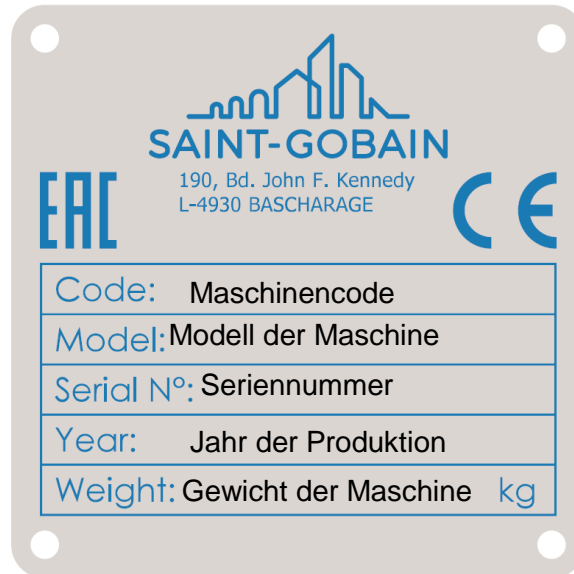 SAINT-GOBAIN
190, Bd. John F. Kennedy
L-4930 BASCHARAGE
EAC CE
Code: Maschinencode
Model: Modell der Maschine
Serial N°: Seriennummer
Year: Jahr der Produktion
Weight: Gewicht der Maschine kg